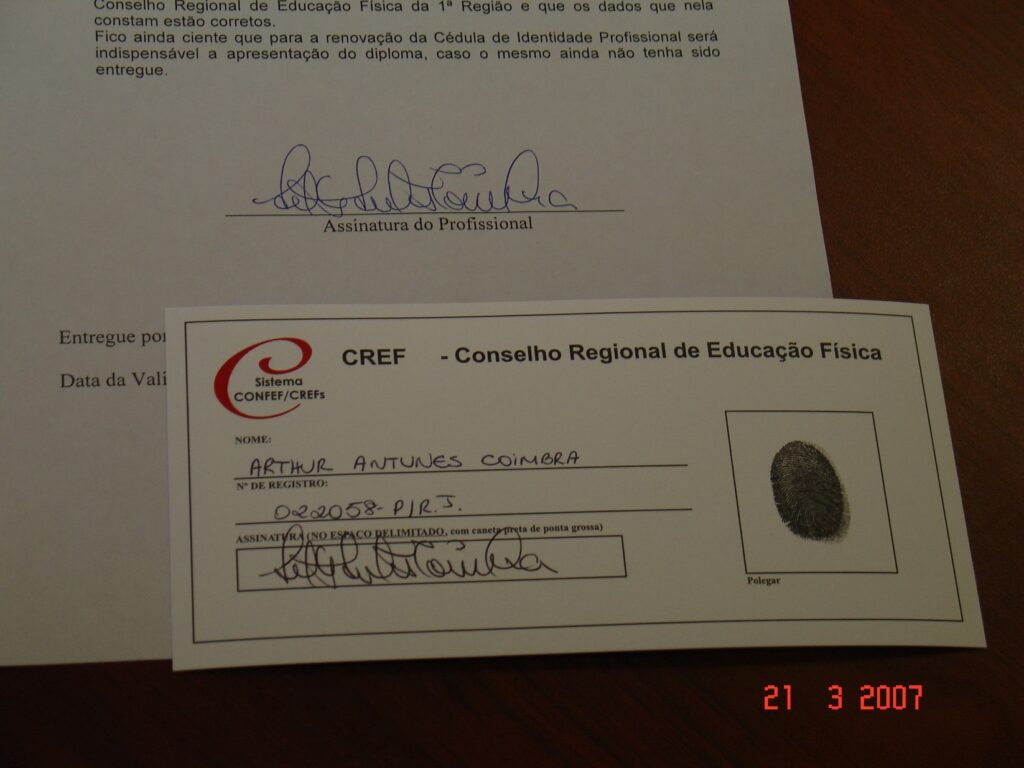 Conselho Regional de Educação Física da 1ª Região e que os dados que nela
constam estão corretos.
Fico ainda ciente que para a renovação da Cédula de Identidade Profissional será
indispensável a apresentação do diploma, caso o mesmo ainda não tenha sido
entregue.
Assinatura do Profissional
Entregue por
Data da Vali
CREF - Conselho Regional de Educação Física
Sistema
CONFEF/CREFs
NOME:
ARTHUR ANTUNES COIMBRA
Nº DE REGISTRO:
022058-P/R.J.
ASSINATURA (NO ESPAÇO DELIMITADO, com caneta preta de ponta grossa)
Polegar
21 3 2007